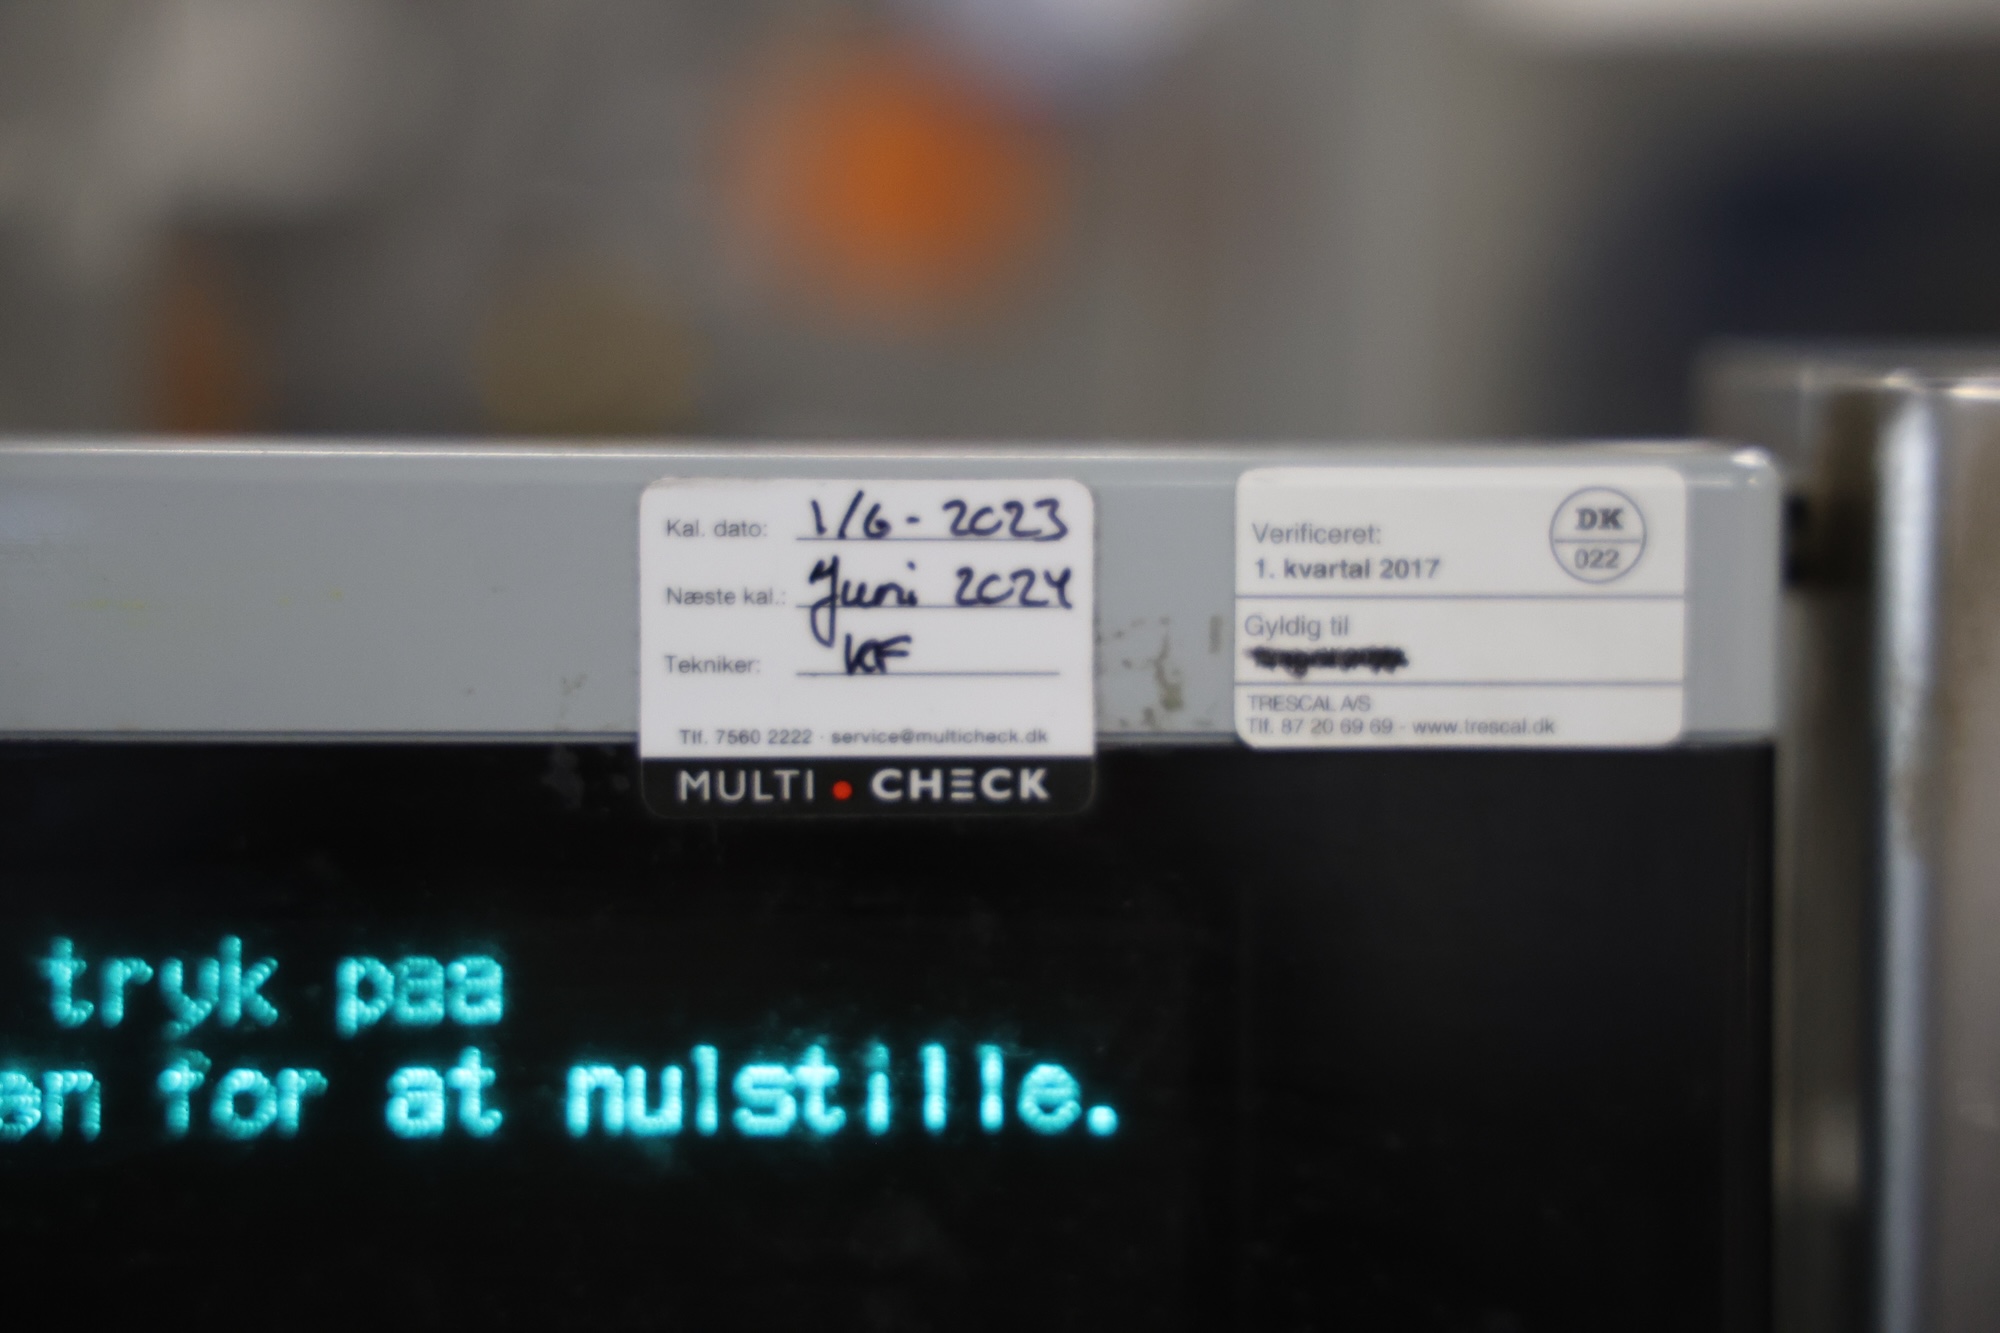 Kal. dato: 1/6 - 2023
Næste kal.: Juni 2024
Tekniker: KF
Tlf. 7560 2222 · service@multicheck.dk
MULTI • CHECK
Verificeret:
1. kvartal 2017
DK
022
Gyldig til
TRESCAL A/S
Tlf. 87 20 69 69 - www.trescal.dk
tryk paa
en for at nulstille.